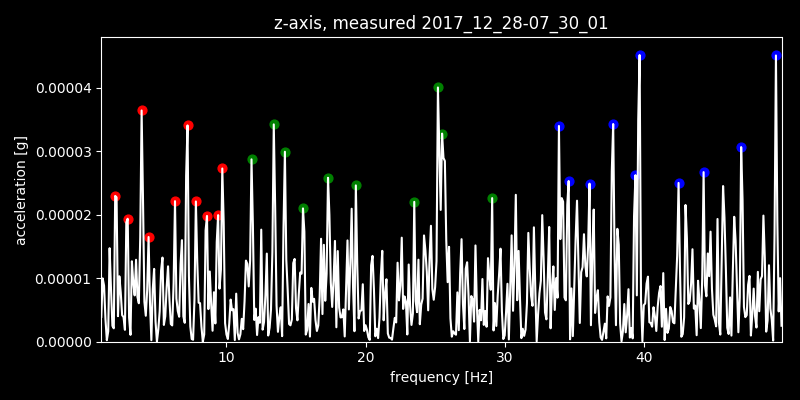 z-axis, measured 2017_12_28-07_30_01
0.00004
0.00003
0.00002
0.00001
0.00000
acceleration [g]
10 20 30 40
frequency [Hz]